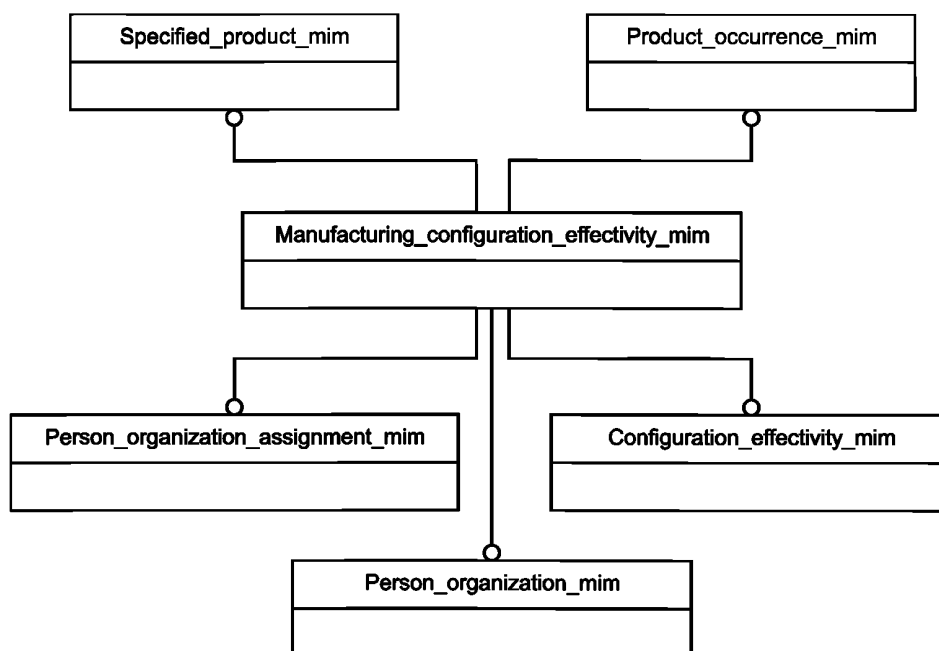 Specified_product_mim
Product_occurrence_mim
Manufacturing_configuration_effectivity_mim
Person_organization_assignment_mim
Configuration_effectivity_mim
Person_organization_mim